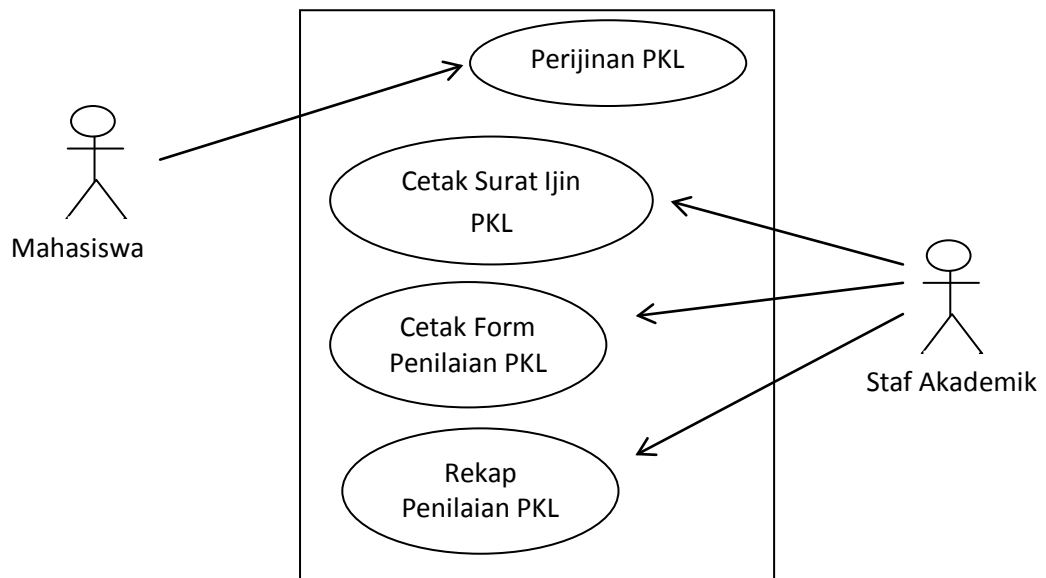 Perijinan PKL
Cetak Surat Ijin
PKL
Mahasiswa
Cetak Form
Penilaian PKL
Staf Akademik
Rekap
Penilaian PKL